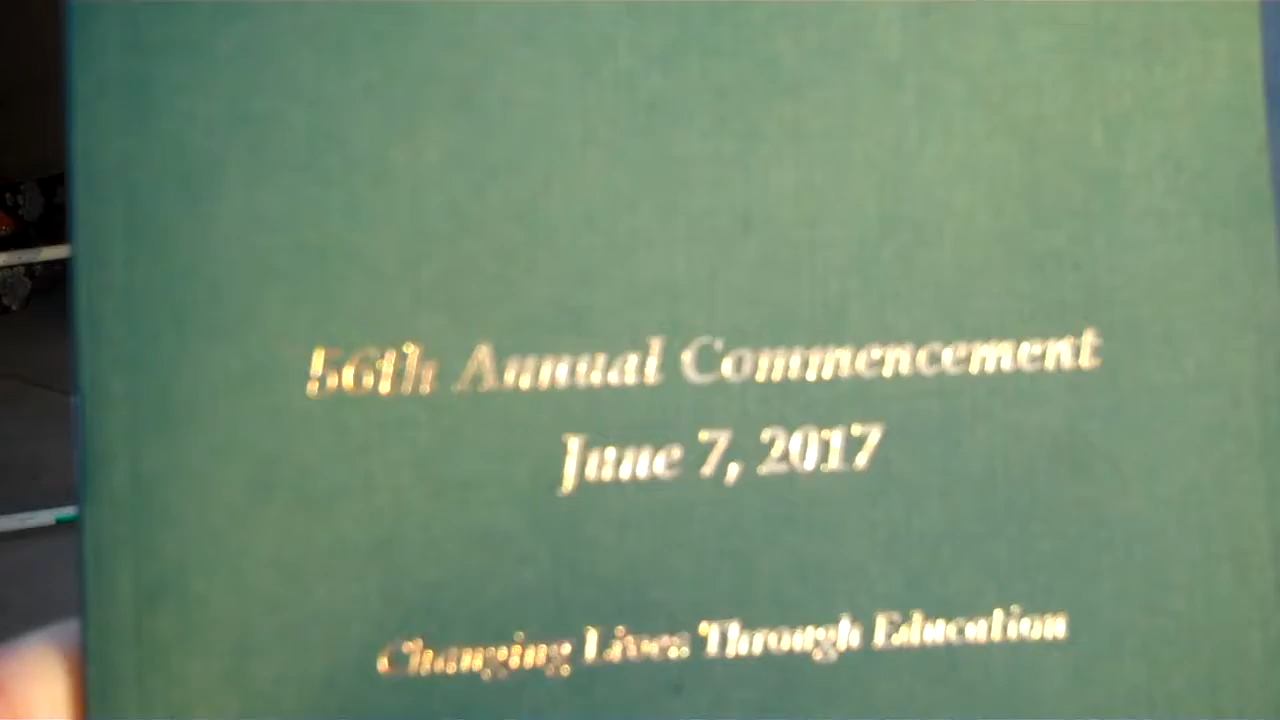 56th Annual Commencement
June 7, 2017
Changing Lives Through Education